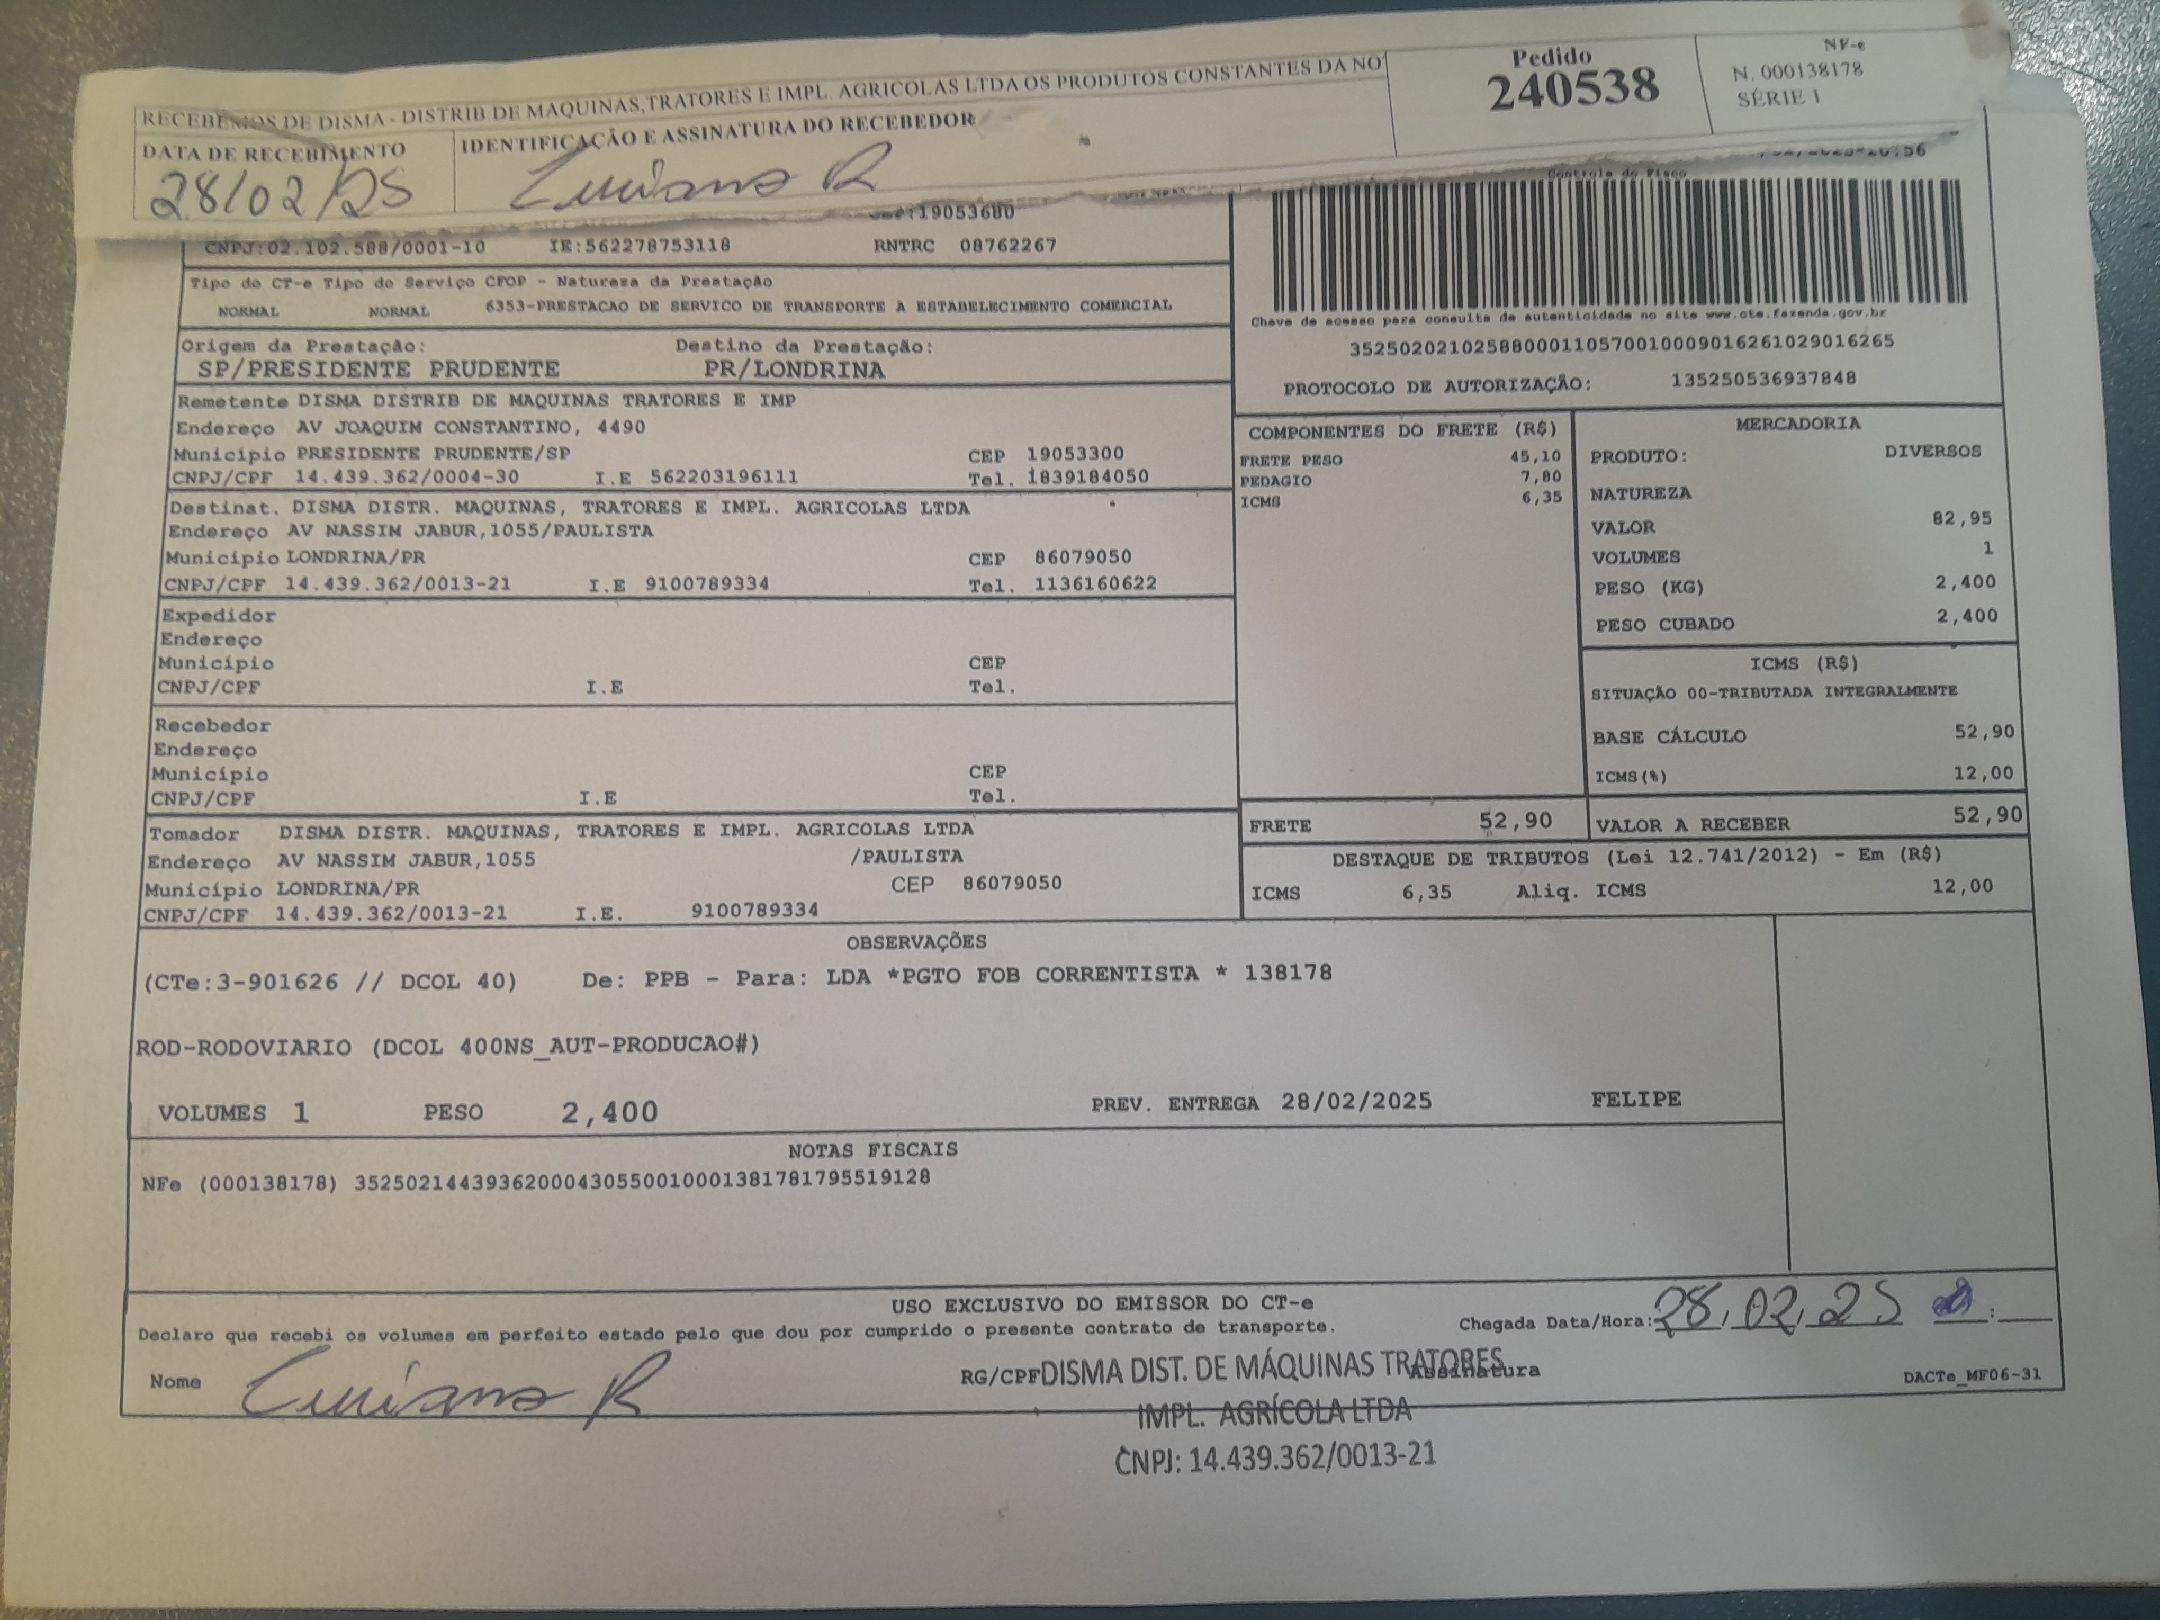 RECEBEMOS DE DISMA - DISTRIB DE MAQUINAS,TRATORES E IMPL. AGRICOLAS LTDA OS PRODUTOS CONSTANTES DA NO
DATA DE RECEBIMENTO
28/02/25
IDENTIFICAÇÃO E ASSINATURA DO RECEBEDOR
Luciano R
Pedido
240538
NF-e
N. 000138178
SÉRIE 1
Controle do Fisco
:19053680
CNPJ:02.102.588/0001-10 IE:562278753118 RNTRC 08762267
Tipo do CT-e Tipo do Serviço CFOP - Natureza da Prestação
NORMAL NORMAL 6353-PRESTACAO DE SERVICO DE TRANSPORTE A ESTABELECIMENTO COMERCIAL
Origem da Prestação: Destino da Prestação:
SP/PRESIDENTE PRUDENTE PR/LONDRINA
Chave de acesso para consulta de autenticidade no site www.cte.fazenda.gov.br
35250202102588000110570010009016261029016265
PROTOCOLO DE AUTORIZAÇÃO: 135250536937848
Remetente DISMA DISTRIB DE MAQUINAS TRATORES E IMP
Endereço AV JOAQUIM CONSTANTINO, 4490
Município PRESIDENTE PRUDENTE/SP CEP 19053300
CNPJ/CPF 14.439.362/0004-30 I.E 562203196111 Tel. 1839184050
Destinat. DISMA DISTR. MAQUINAS, TRATORES E IMPL. AGRICOLAS LTDA
Endereço AV NASSIM JABUR,1055/PAULISTA
Município LONDRINA/PR CEP 86079050
CNPJ/CPF 14.439.362/0013-21 I.E 9100789334 Tel. 1136160622
Expedidor
Endereço
Município CEP
CNPJ/CPF I.E Tel.
Recebedor
Endereço
Município CEP
CNPJ/CPF I.E Tel.
Tomador DISMA DISTR. MAQUINAS, TRATORES E IMPL. AGRICOLAS LTDA
Endereço AV NASSIM JABUR,1055 /PAULISTA
Município LONDRINA/PR CEP 86079050
CNPJ/CPF 14.439.362/0013-21 I.E. 9100789334
COMPONENTES DO FRETE (R$)
FRETE PESO 45,10
PEDAGIO 7,80
ICMS 6,35
MERCADORIA
PRODUTO: DIVERSOS
NATUREZA
VALOR 82,95
VOLUMES 1
PESO (KG) 2,400
PESO CUBADO 2,400
ICMS (R$)
SITUAÇÃO 00-TRIBUTADA INTEGRALMENTE
BASE CÁLCULO 52,90
ICMS(%) 12,00
FRETE 52,90 VALOR A RECEBER 52,90
DESTAQUE DE TRIBUTOS (Lei 12.741/2012) - Em (R$)
ICMS 6,35 Aliq. ICMS 12,00
OBSERVAÇÕES
(CTe:3-901626 // DCOL 40) De: PPB - Para: LDA *PGTO FOB CORRENTISTA * 138178
ROD-RODOVIARIO (DCOL 400NS_AUT-PRODUCAO#)
VOLUMES 1 PESO 2,400 PREV. ENTREGA 28/02/2025 FELIPE
NOTAS FISCAIS
NFe (000138178) 35250214439362000430550010001381781795519128
USO EXCLUSIVO DO EMISSOR DO CT-e
Declaro que recebi os volumes em perfeito estado pelo que dou por cumprido o presente contrato de transporte. Chegada Data/Hora: 28/02/25 :
Nome Luciano R RG/CPF Assinatura DACTe_MF06-31
DISMA DIST. DE MÁQUINAS TRATORES
IMPL. AGRÍCOLA LTDA
CNPJ: 14.439.362/0013-21